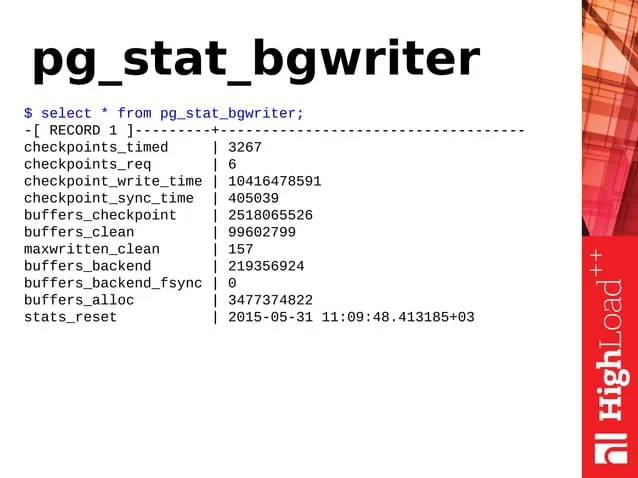 pg_stat_bgwriter
$ select * from pg_stat_bgwriter;
-[ RECORD 1 ]---------+------------------------------------
checkpoints_timed     | 3267
checkpoints_req       | 6
checkpoint_write_time | 10416478591
checkpoint_sync_time  | 405039
buffers_checkpoint    | 2518065526
buffers_clean         | 99602799
maxwritten_clean      | 157
buffers_backend       | 219356924
buffers_backend_fsync | 0
buffers_alloc         | 3477374822
stats_reset           | 2015-05-31 11:09:48.413185+03
HighLoad++